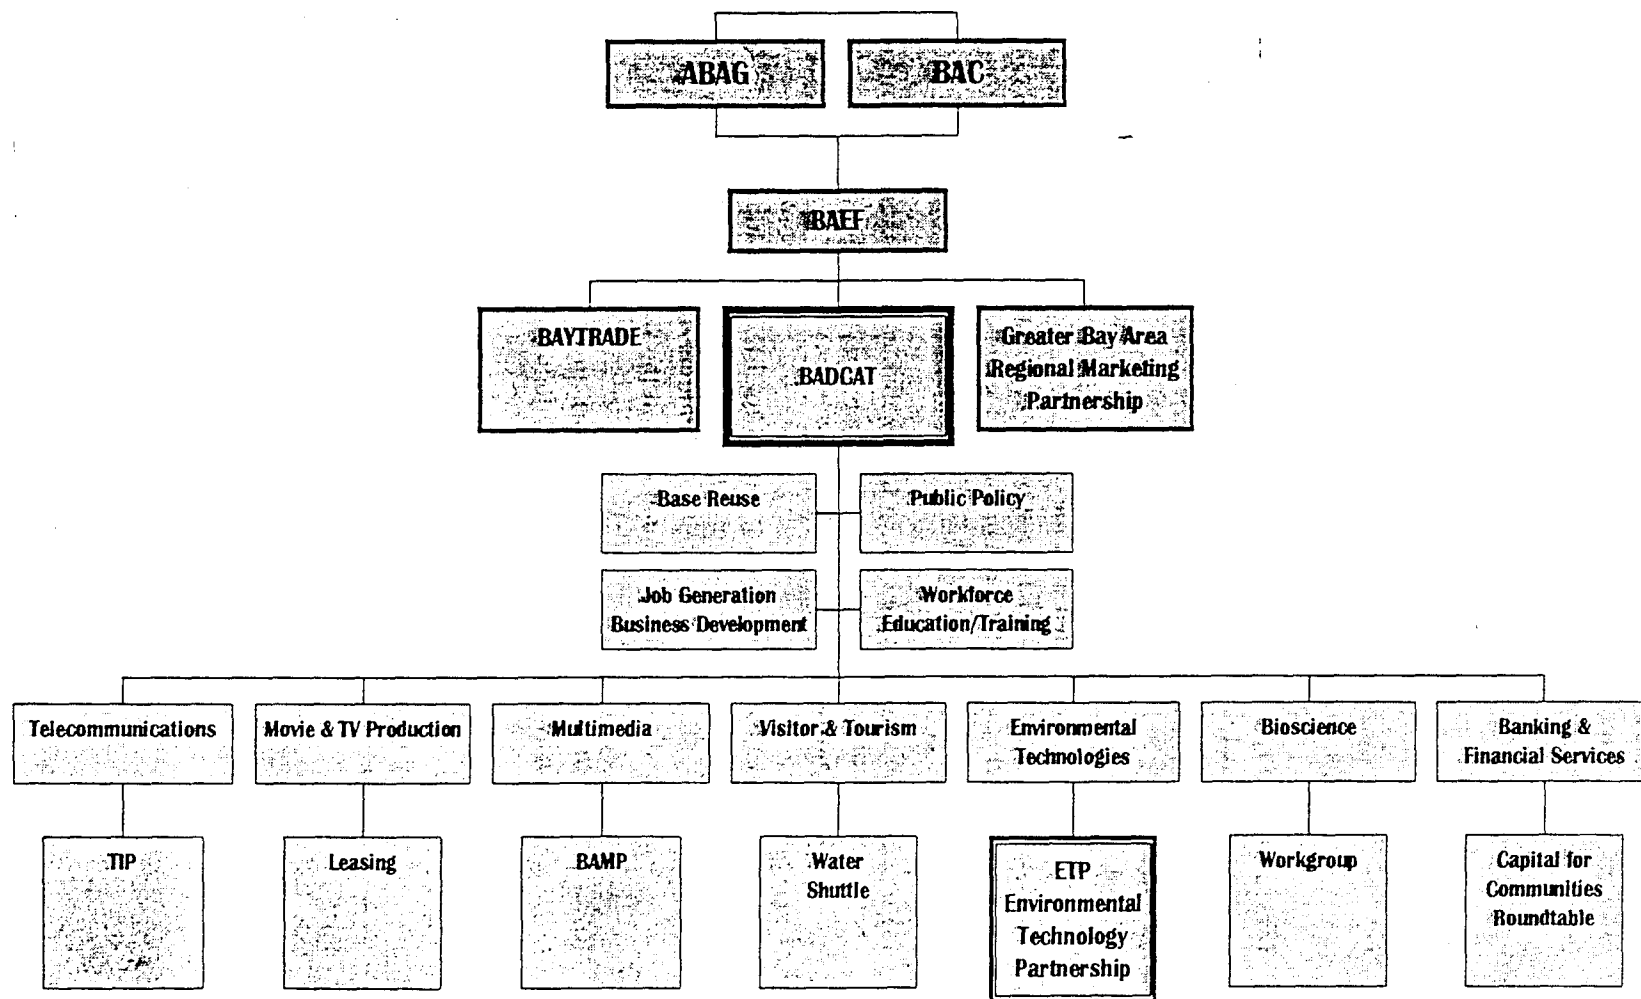 ABAG
BAC
BAEF
BAYTRADE
BADCAT
Greater Bay Area
Regional Marketing
Partnership
Base Reuse
Public Policy
Job Generation
Business Development
Workforce
Education/Training
Telecommunications
Movie & TV Production
Multimedia
Visitor & Tourism
Environmental
Technologies
Bioscience
Banking &
Financial Services
TIP
Leasing
BAMP
Water
Shuttle
ETP
Environmental
Technology
Partnership
Workgroup
Capital for
Communities
Roundtable